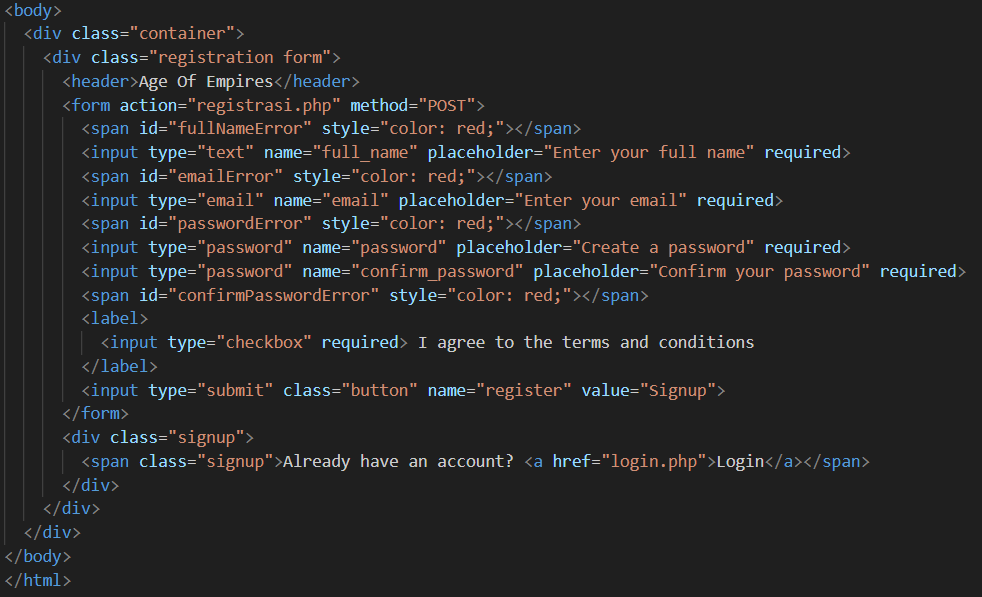 <body>
<div class="container">
<div class="registration form">
<header>Age Of Empires</header>
<form action="registrasi.php" method="POST">
<span id="fullNameError" style="color: red;"></span>
<input type="text" name="full_name" placeholder="Enter your full name" required>
<span id="emailError" style="color: red;"></span>
<input type="email" name="email" placeholder="Enter your email" required>
<span id="passwordError" style="color: red;"></span>
<input type="password" name="password" placeholder="Create a password" required>
<input type="password" name="confirm_password" placeholder="Confirm your password" required>
<span id="confirmPasswordError" style="color: red;"></span>
<label>
<input type="checkbox" required> I agree to the terms and conditions
</label>
<input type="submit" class="button" name="register" value="Signup">
</form>
<div class="signup">
<span class="signup">Already have an account? <a href="login.php">Login</a></span>
</div>
</div>
</div>
</body>
</html>